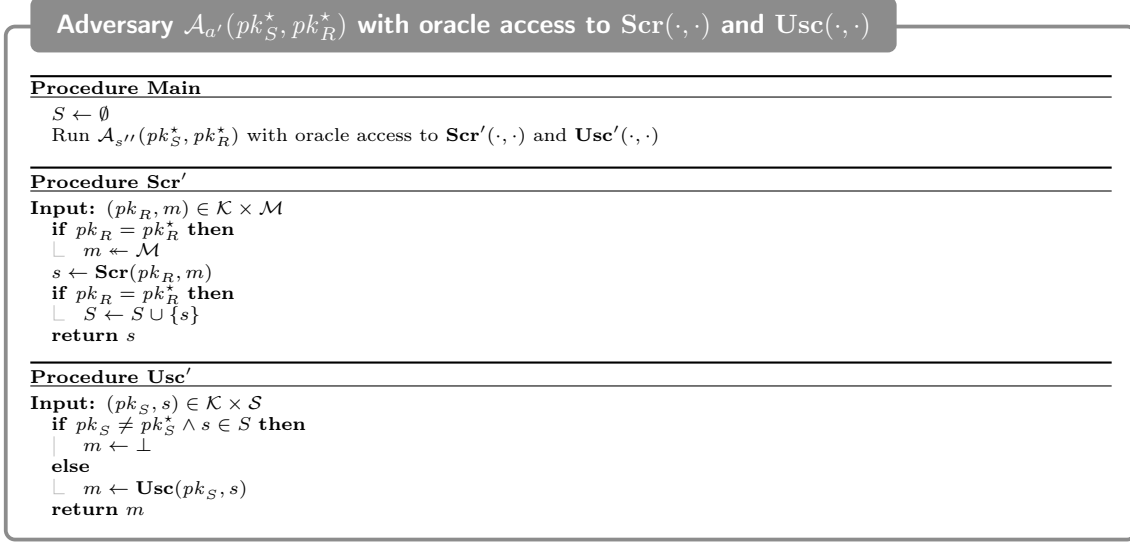 Adversary 𝒜_{a′}(pk_S^⋆, pk_R^⋆) with oracle access to Scr(·, ·) and Usc(·, ·)
Procedure Main
S ← ∅
Run 𝒜_{s′′}(pk_S^⋆, pk_R^⋆) with oracle access to Scr′(·, ·) and Usc′(·, ·)
Procedure Scr′
Input: (pk_R, m) ∈ 𝒦 × ℳ
if pk_R = pk_R^⋆ then
m ↞ ℳ
s ← Scr(pk_R, m)
if pk_R = pk_R^⋆ then
S ← S ∪ {s}
return s
Procedure Usc′
Input: (pk_S, s) ∈ 𝒦 × 𝒮
if pk_S ≠ pk_S^⋆ ∧ s ∈ S then
m ← ⊥
else
m ← Usc(pk_S, s)
return m